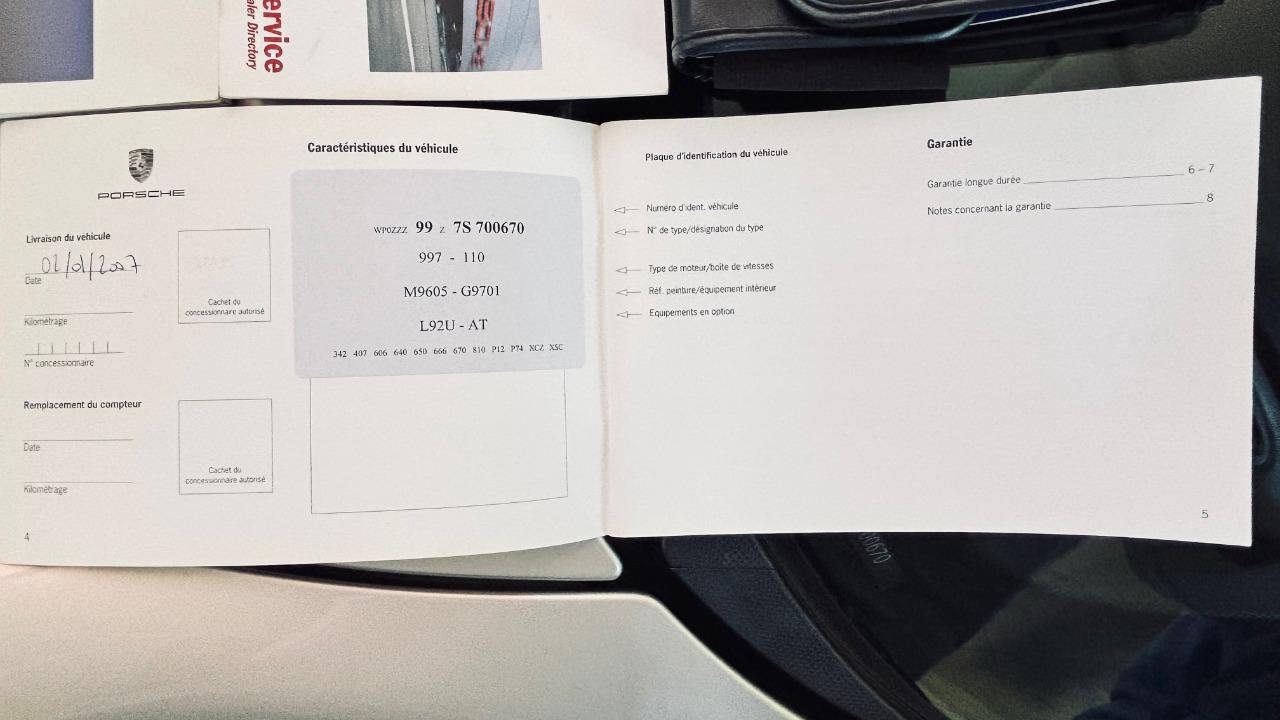 Service
Dealer Directory
PORSCHE
Livraison du véhicule
02/01/2007
Date
Kilométrage
N° concessionnaire
Cachet du
concessionnaire autorisé
Remplacement du compteur
Date
Kilométrage
Cachet du
concessionnaire autorisé
4
Caractéristiques du véhicule
WP0ZZZ 99 Z 7S 700670
997 - 110
M9605 - G9701
L92U - AT
342 407 606 640 650 666 670 810 P12 P74 XCZ XSC
Plaque d'identification du véhicule
Numéro d'ident. véhicule
N° de type/désignation du type
Type de moteur/boîte de vitesses
Réf. peinture/équipement intérieur
Equipements en option
Garantie
Garantie longue durée 6 – 7
Notes concernant la garantie 8
5